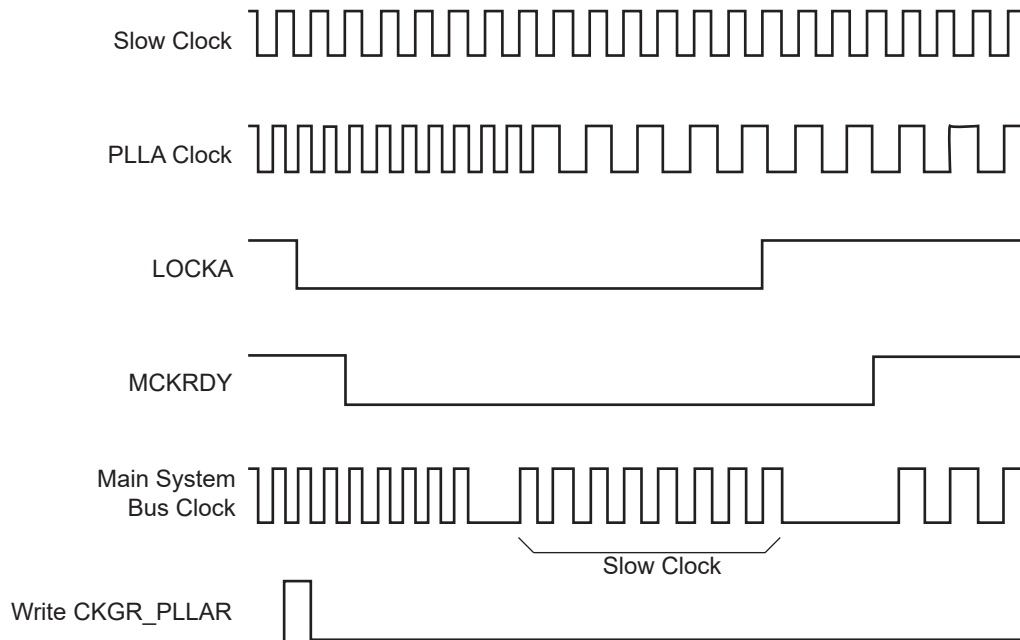 Slow Clock
PLLA Clock
LOCKA
MCKRDY
Main System
Bus Clock
Slow Clock
Write CKGR_PLLAR